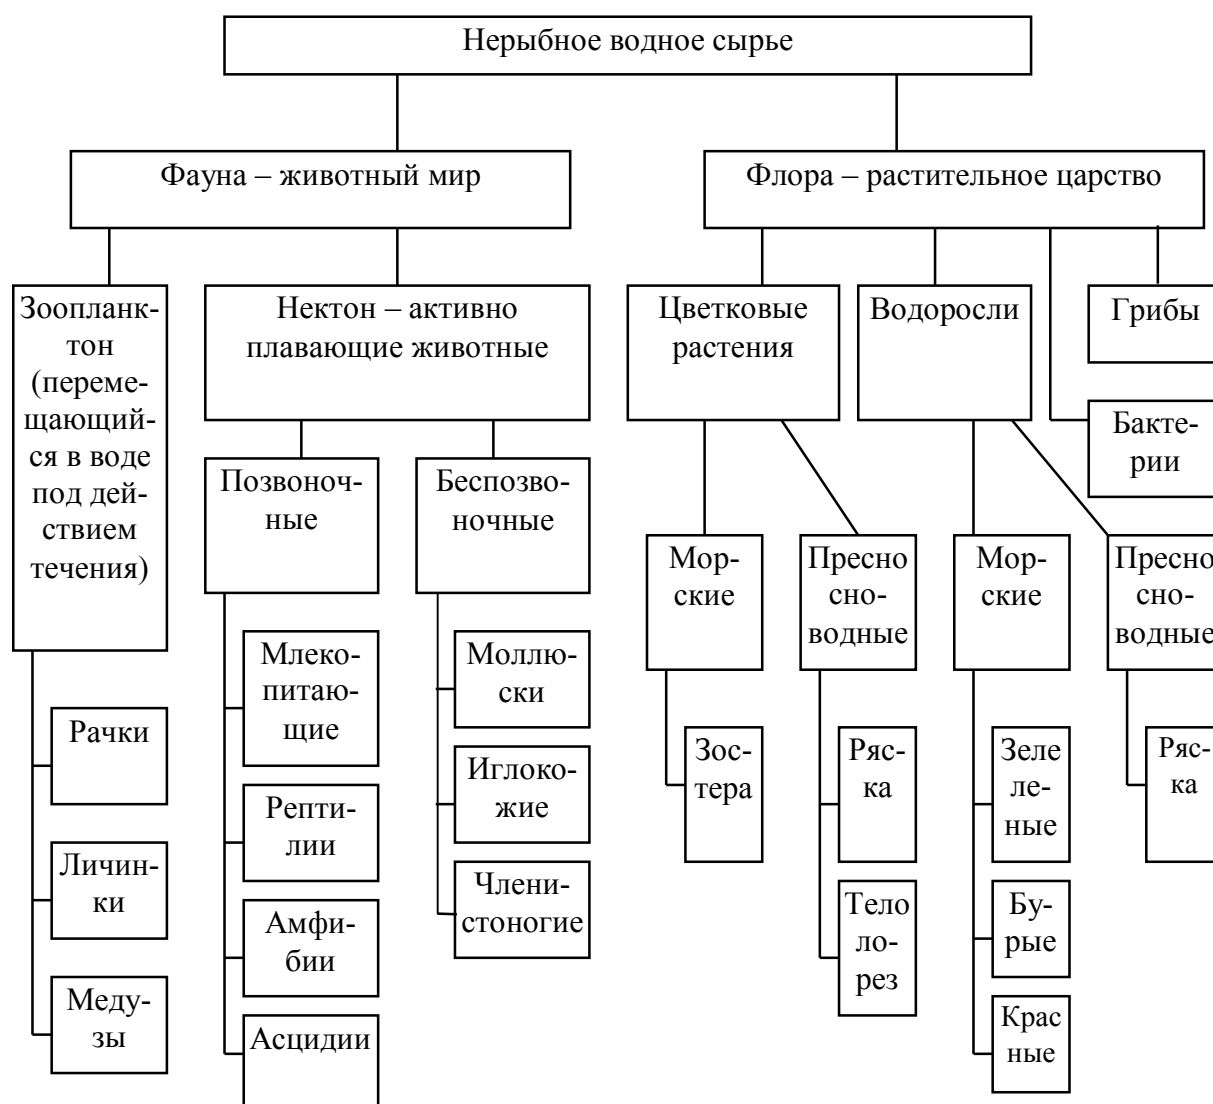 Нерыбное водное сырье
Фауна – животный мир
Флора – растительное царство
Зоопланк-
тон
(переме-
щающий-
ся в воде
под дей-
ствием
течения)
Нектон – активно
плавающие животные
Цветковые
растения
Водоросли
Грибы
Бакте-
рии
Позвоноч-
ные
Беспозво-
ночные
Мор-
ские
Пресно
сно-
водные
Мор-
ские
Пресно
сно-
водные
Рачки
Личин-
ки
Меду-
зы
Млеко-
питаю-
щие
Репти-
лии
Амфи-
бии
Асцидии
Моллю-
ски
Иглоко-
жие
Члени-
стоногие
Зос-
тера
Ряс-
ка
Тело
ло-
рез
Зеле
ле-
ные
Бу-
рые
Крас
ные
Ряс-
ка